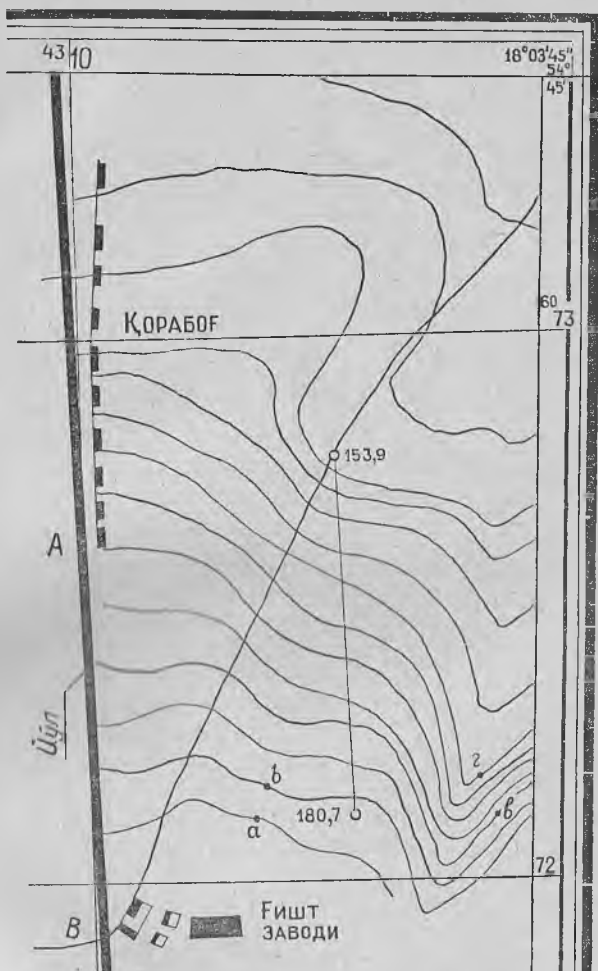 43 10
18°03'45"
54°
45'
60
73
ҚОРАБОҒ
153,9
А
Йўл
г
в
в
180,7
а
72
В
ҒИШТ
ЗАВОДИ